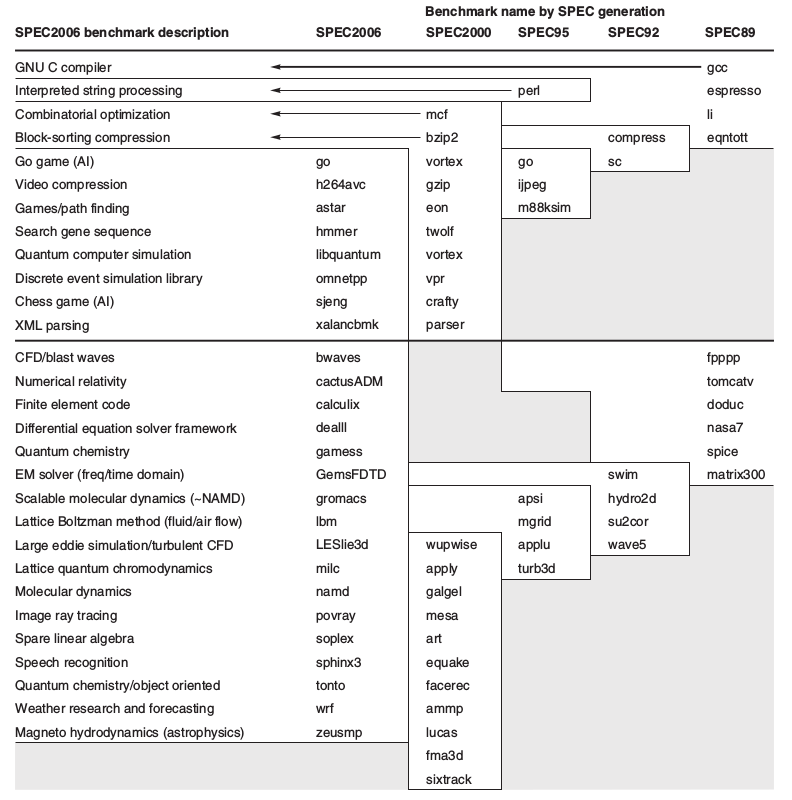 Benchmark name by SPEC generation
SPEC2006 benchmark description SPEC2006 SPEC2000 SPEC95 SPEC92 SPEC89
GNU C compiler gcc
Interpreted string processing perl espresso
Combinatorial optimization mcf li
Block-sorting compression bzip2 compress eqntott
Go game (AI) go vortex go sc
Video compression h264avc gzip ijpeg
Games/path finding astar eon m88ksim
Search gene sequence hmmer twolf
Quantum computer simulation libquantum vortex
Discrete event simulation library omnetpp vpr
Chess game (AI) sjeng crafty
XML parsing xalancbmk parser
CFD/blast waves bwaves fpppp
Numerical relativity cactusADM tomcatv
Finite element code calculix doduc
Differential equation solver framework dealll nasa7
Quantum chemistry gamess spice
EM solver (freq/time domain) GemsFDTD swim matrix300
Scalable molecular dynamics (~NAMD) gromacs apsi hydro2d
Lattice Boltzman method (fluid/air flow) lbm mgrid su2cor
Large eddie simulation/turbulent CFD LESlie3d wupwise applu wave5
Lattice quantum chromodynamics milc apply turb3d
Molecular dynamics namd galgel
Image ray tracing povray mesa
Spare linear algebra soplex art
Speech recognition sphinx3 equake
Quantum chemistry/object oriented tonto facerec
Weather research and forecasting wrf ammp
Magneto hydrodynamics (astrophysics) zeusmp lucas
fma3d
sixtrack